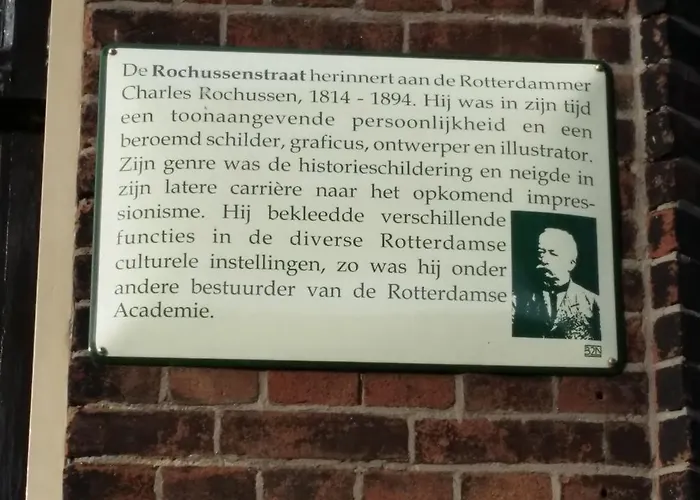 De Rochussenstraat herinnert aan de Rotterdammer
Charles Rochussen, 1814 - 1894. Hij was in zijn tijd
een toonaangevende persoonlijkheid en een
beroemd schilder, graficus, ontwerper en illustrator.
Zijn genre was de historieschildering en neigde in
zijn latere carrière naar het opkomend impres-
sionisme. Hij bekleedde verschillende
functies in de diverse Rotterdamse
culturele instellingen, zo was hij onder
andere bestuurder van de Rotterdamse
Academie.